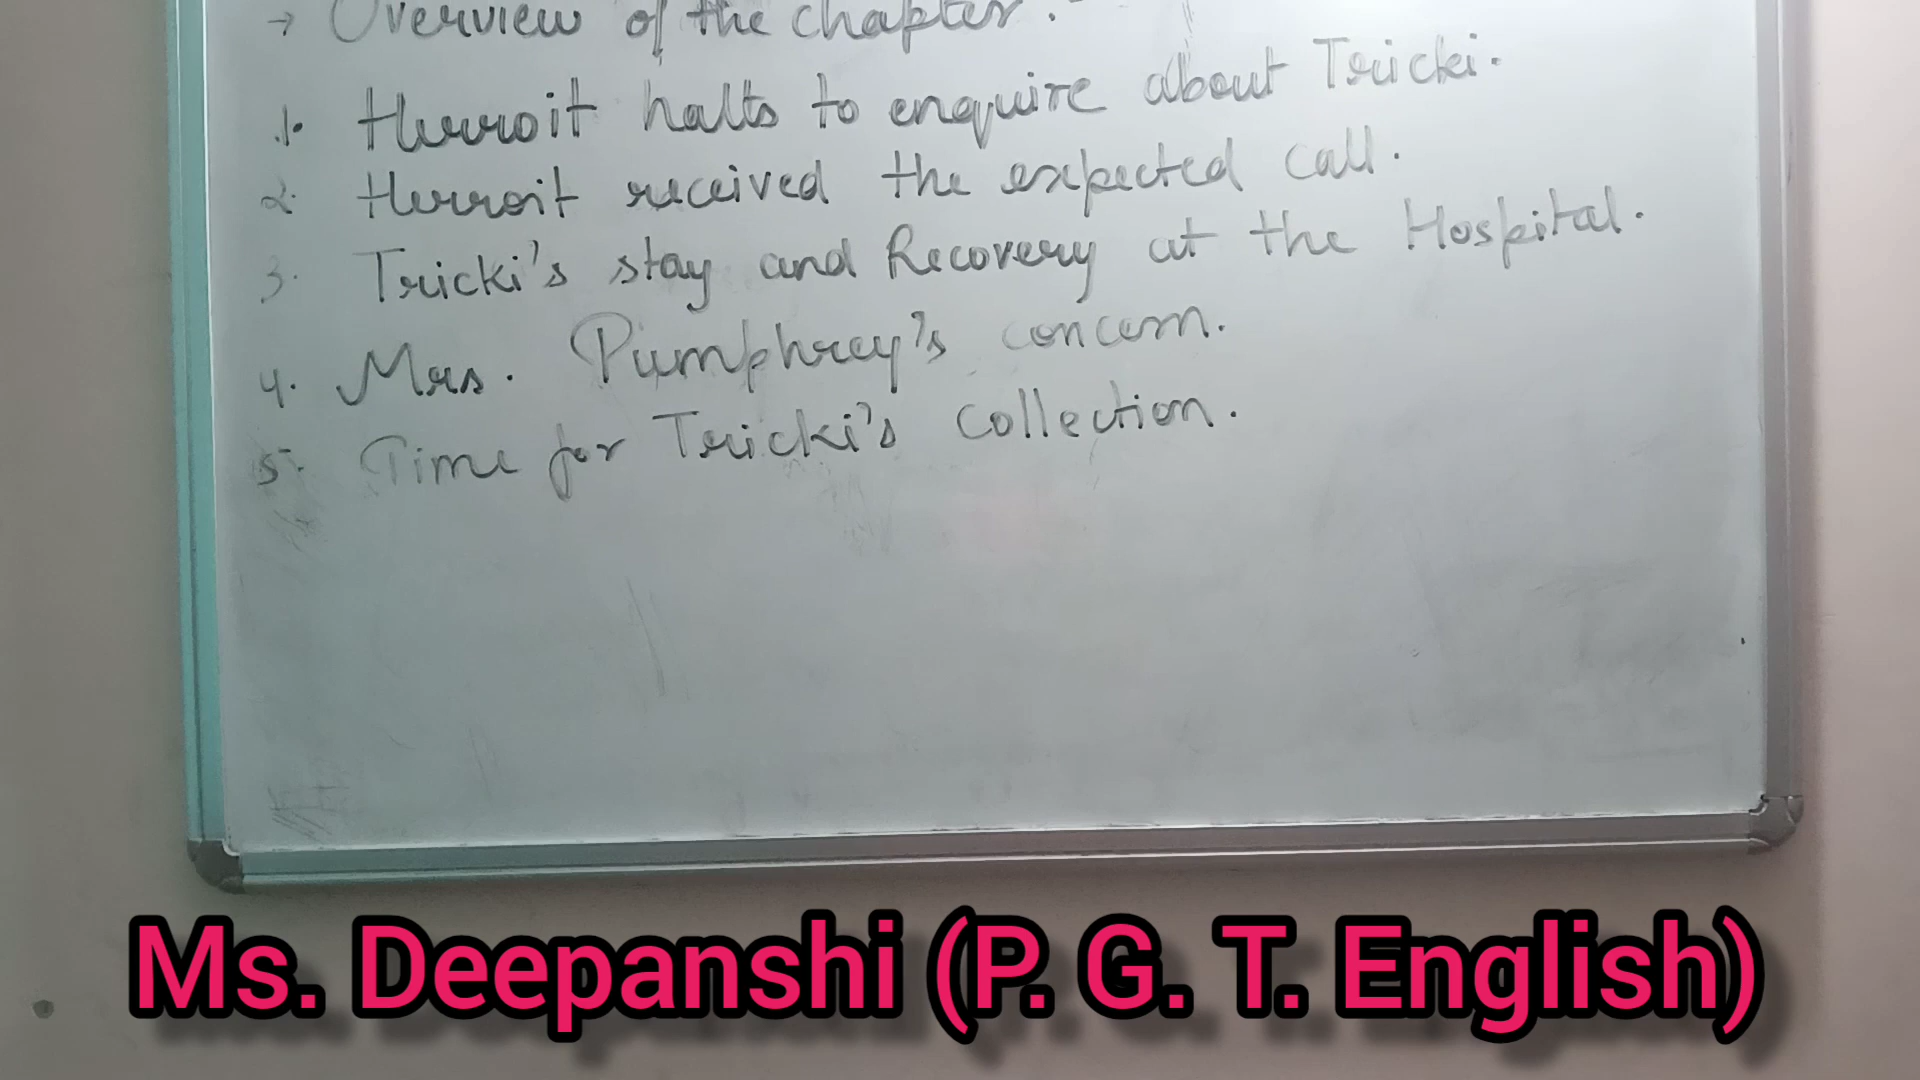 → Overview of the chapter.
1. Herroit halts to enquire about Tricki.
2. Herroit received the expected call.
3. Tricki's stay and Recovery at the Hospital.
4. Mrs. Pumphrey's concern.
5. Time for Tricki's collection.
Ms. Deepanshi (P. G. T. English)